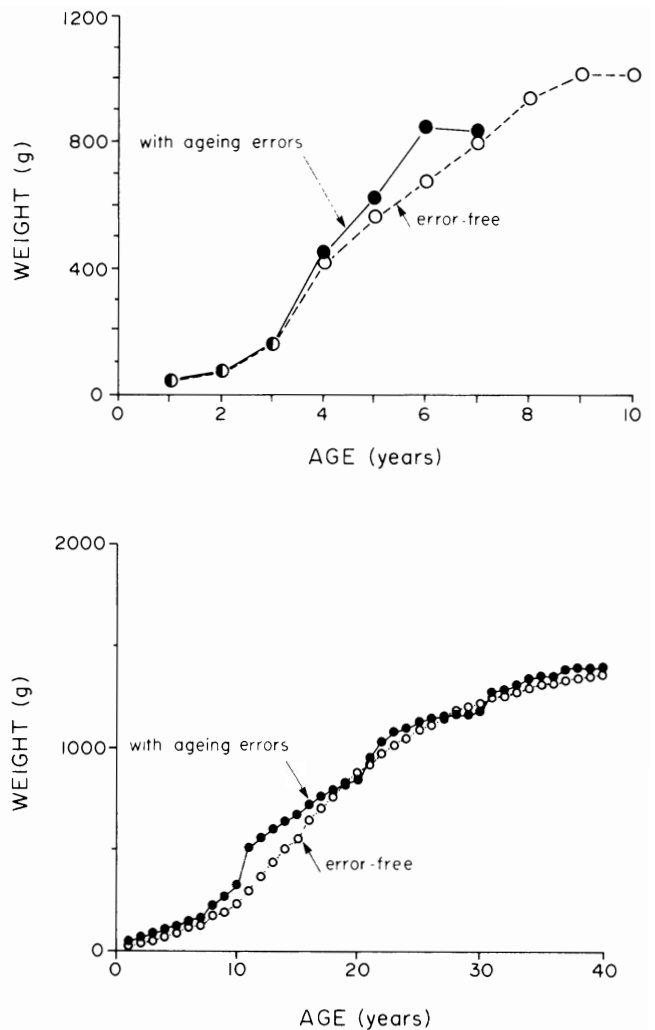 1200
800
400
0
WEIGHT (g)
with ageing errors
error-free
0 2 4 6 8 10
AGE (years)
2000
1000
0
WEIGHT (g)
with ageing errors
error-free
0 10 20 30 40
AGE (years)